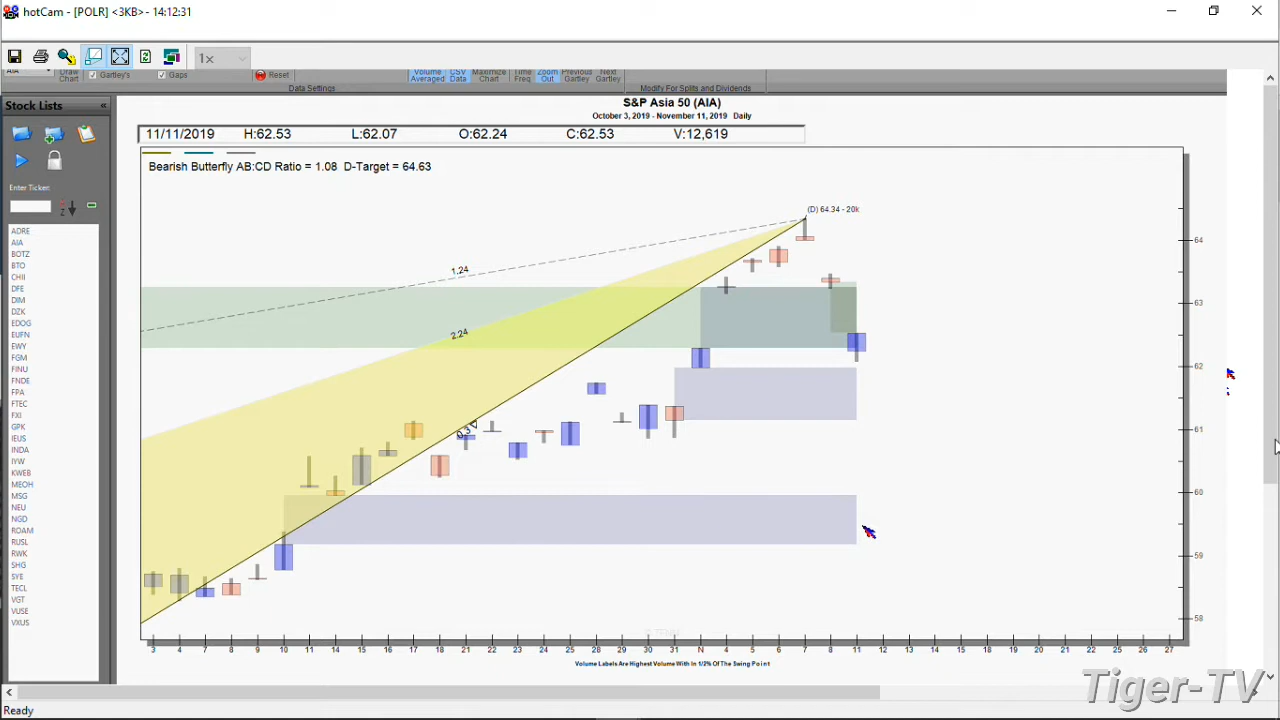 hotCam - [POLR] <3KB> - 14:12:31
1x
AIA
Draw Chart
Gartley's
Gaps
Reset
Volume Averaged
CSV Data
Maximize Chart
Time Freq
Zoom Out
Previous Gartley
Next Gartley
Data Settings
Modify For Splits and Dividends
Stock Lists «
Enter Ticker:
ADRE
AIA
BOTZ
BTO
CHII
DFE
DIM
DZK
EDOG
EUFN
EWY
FGM
FINU
FNDE
FPA
FTEC
FXI
GPK
IEUS
INDA
IYW
KWEB
MEOH
MSG
NEU
NGD
ROAM
RUSL
RWK
SHG
SYE
TECL
VGT
VUSE
VXUS
S&P Asia 50 (AIA)
October 3, 2019 - November 11, 2019 Daily
11/11/2019 H:62.53 L:62.07 O:62.24 C:62.53 V:12,619
Bearish Butterfly AB:CD Ratio = 1.08 D-Target = 64.63
(D) 64.34 - 20k
1.24
2.24
0.3
64
63
62
61
60
59
58
3 4 7 8 9 10 11 14 15 16 17 18 21 22 23 24 25 28 29 30 31 N 4 5 6 7 8 11 12 13 14 15 18 19 20 21 22 25 26 27
Volume Labels Are Highest Volume With In 1/2% Of The Swing Point
Tiger-TV
Ready